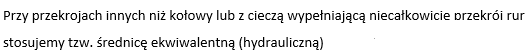 Przy przekrojach innych niż kołowy lub z cieczą wypełniającą niecałkowicie przekrój rur
stosujemy tzw. średnicę ekwiwalentną (hydrauliczną)